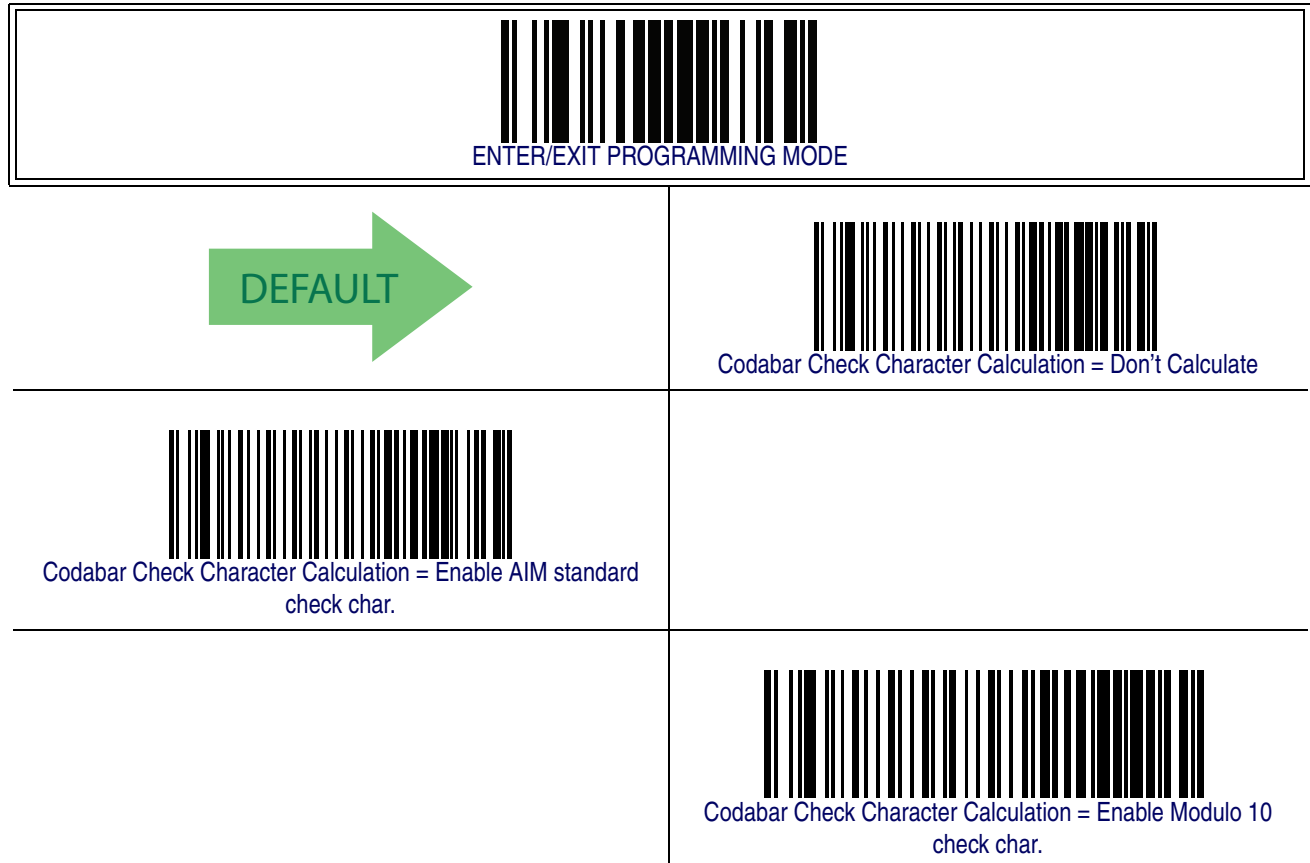 ENTER/EXIT PROGRAMMING MODE
DEFAULT
Codabar Check Character Calculation = Don't Calculate
Codabar Check Character Calculation = Enable AIM standard
check char.
Codabar Check Character Calculation = Enable Modulo 10
check char.